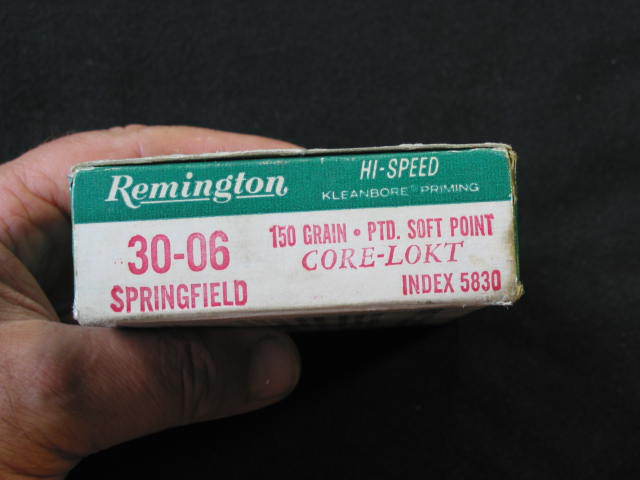 Remington
HI-SPEED
KLEANBORE PRIMING
30-06
SPRINGFIELD
150 GRAIN • PTD. SOFT POINT
CORE-LOKT
INDEX 5830